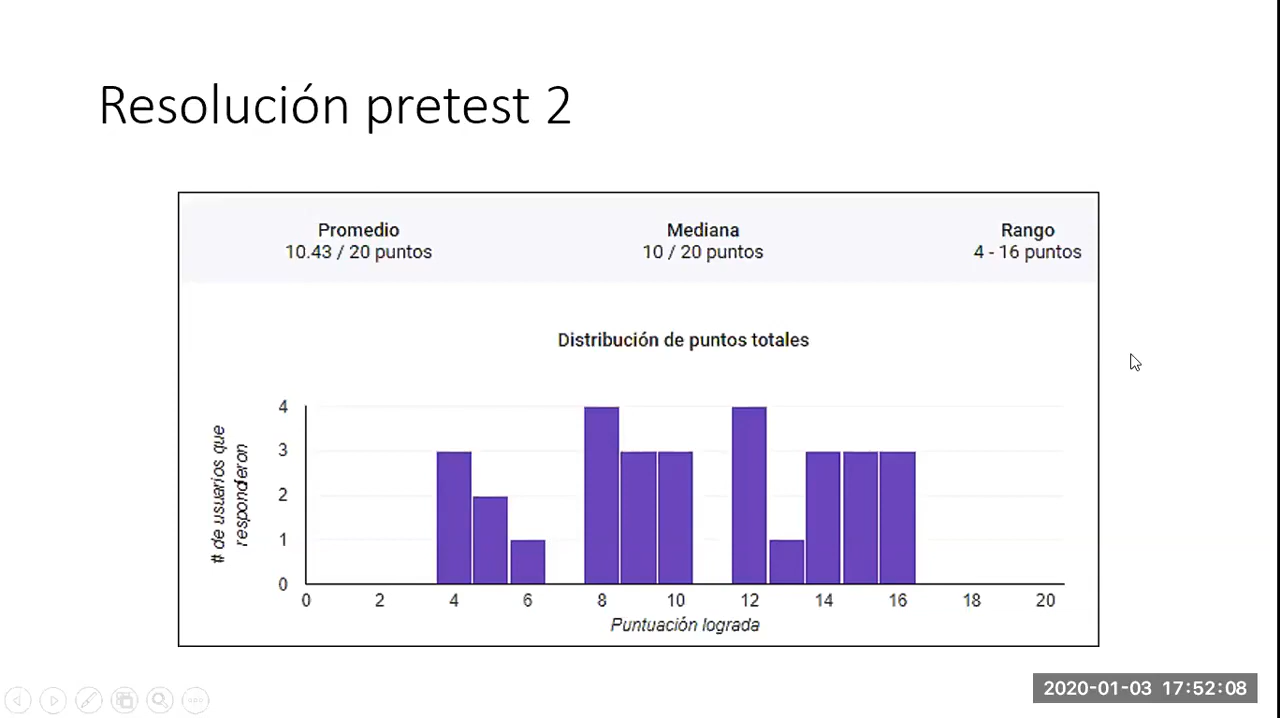 Resolución pretest 2
Promedio
10.43 / 20 puntos
Mediana
10 / 20 puntos
Rango
4 - 16 puntos
Distribución de puntos totales
# de usuarios que
respondieron
4
3
2
1
0
0 2 4 6 8 10 12 14 16 18 20
Puntuación lograda
2020-01-03 17:52:08